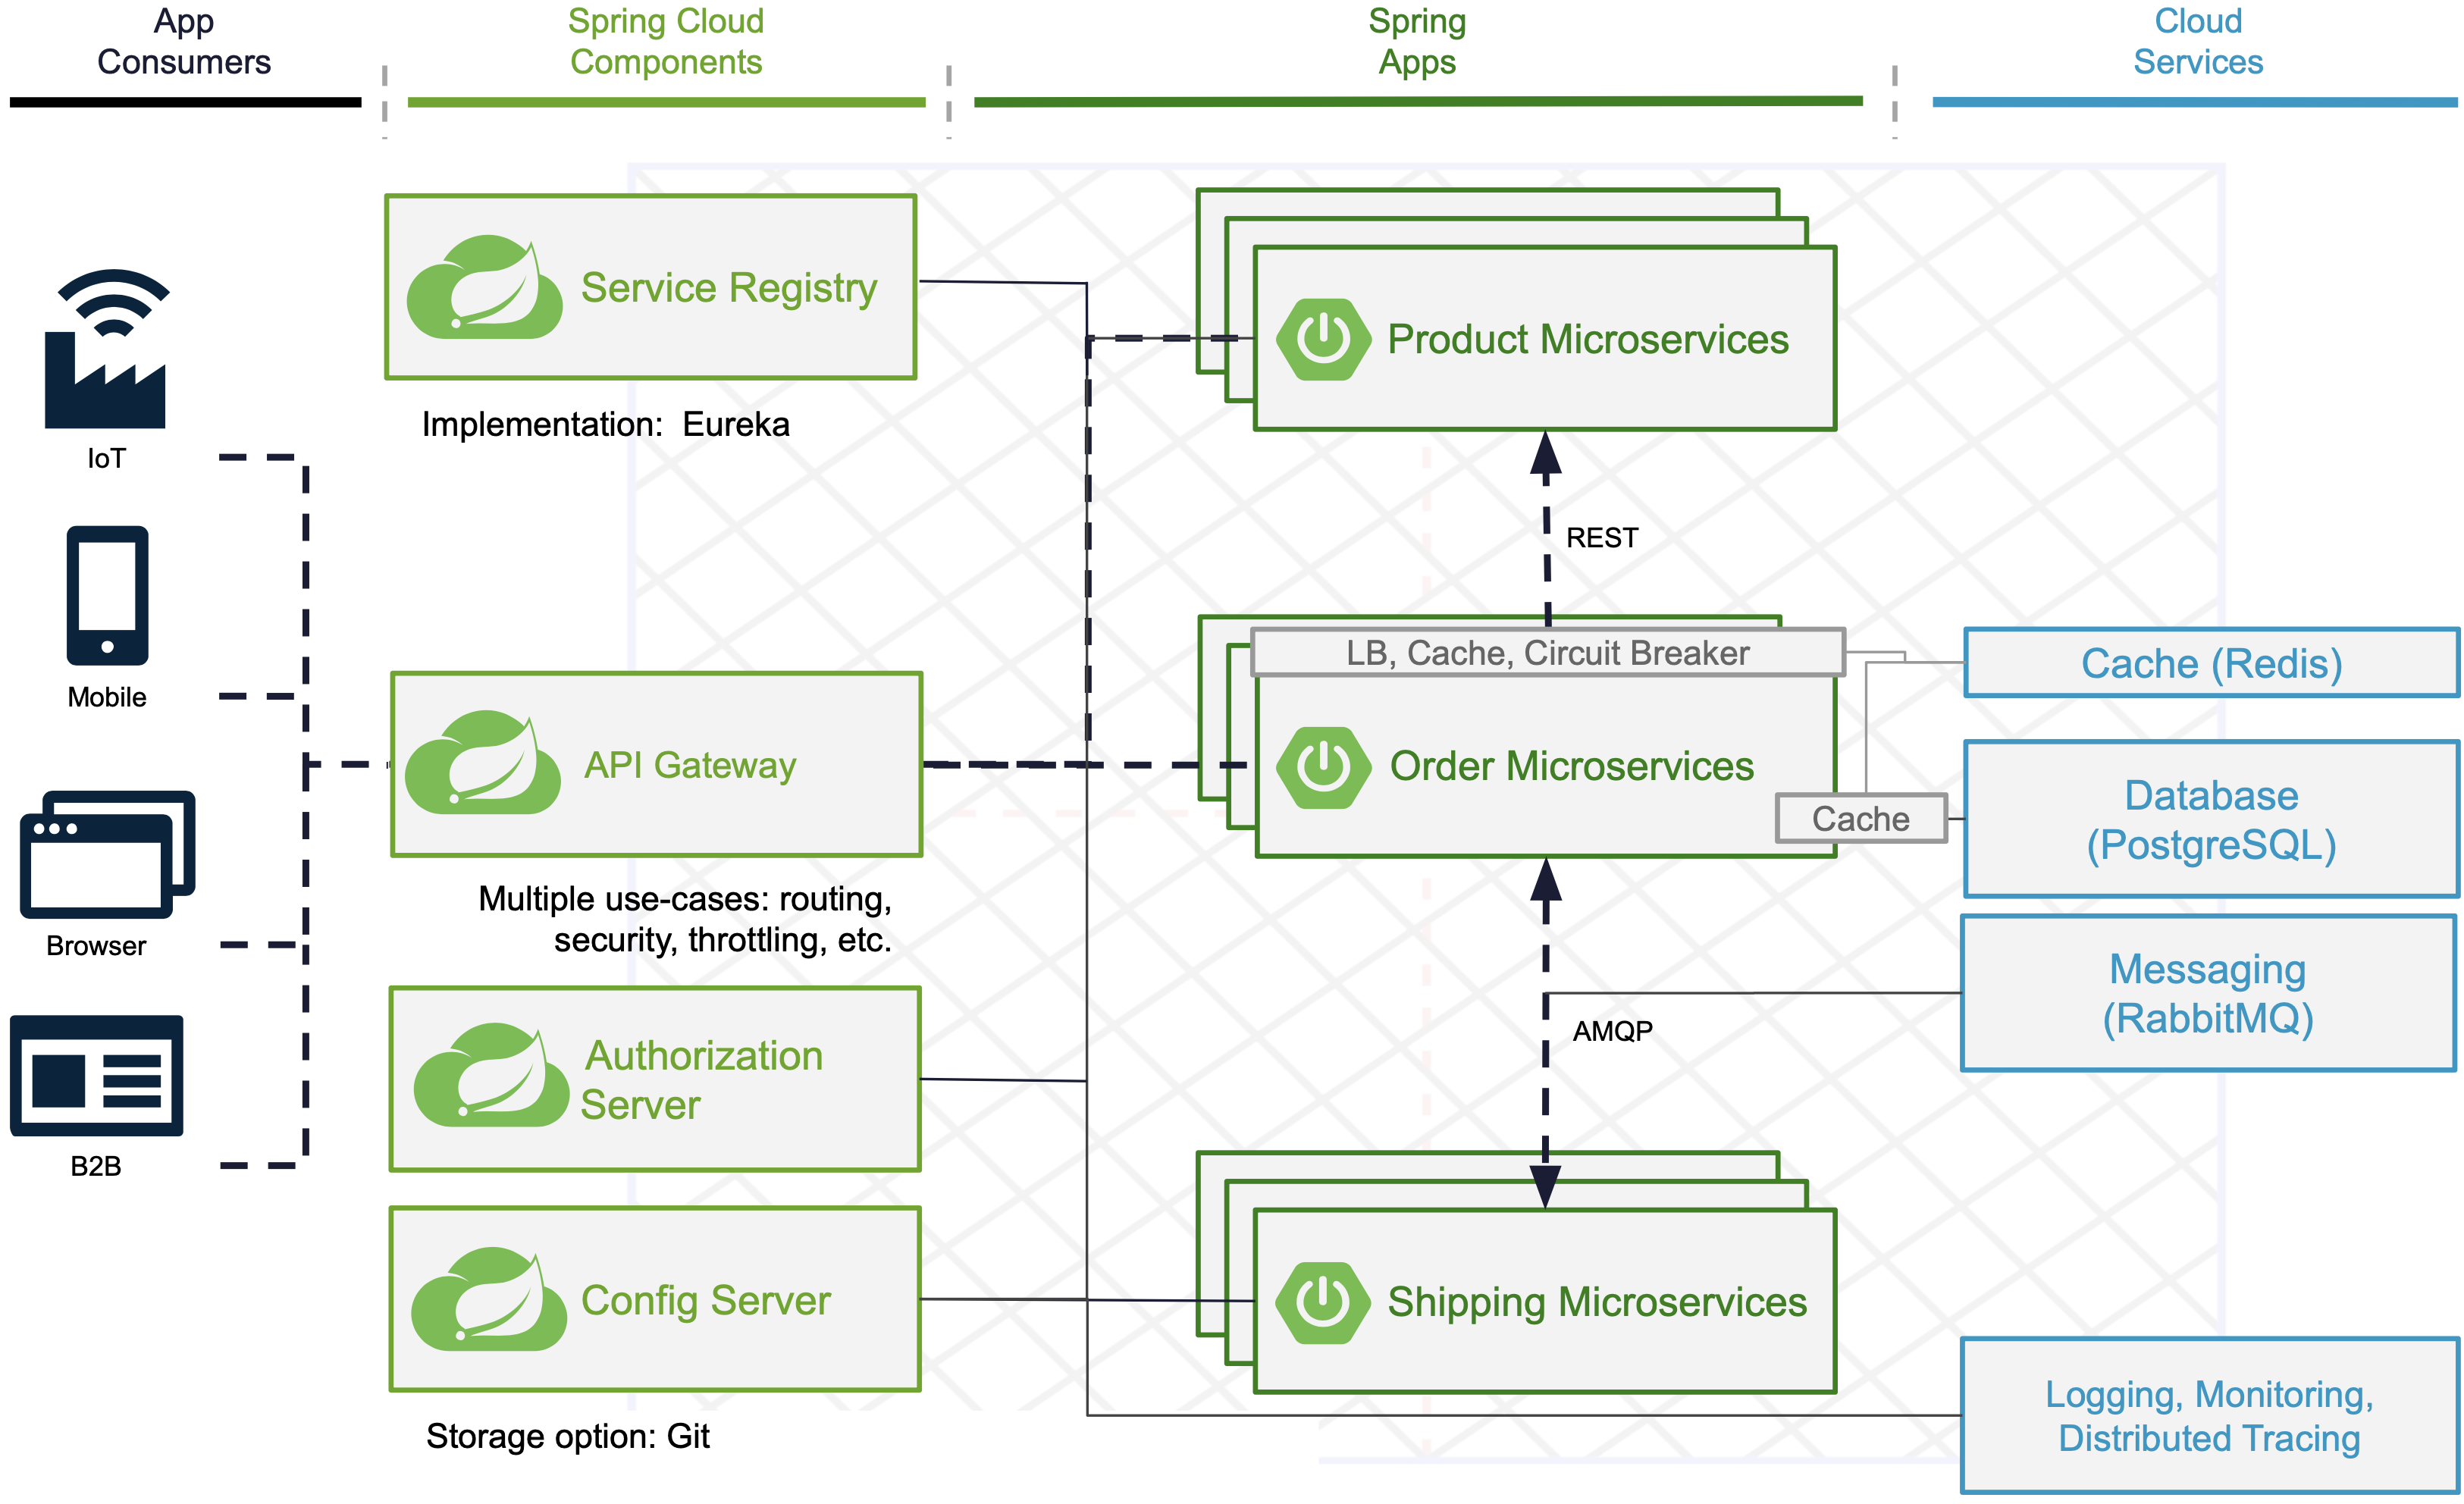 App
Consumers
Spring Cloud
Components
Spring
Apps
Cloud
Services
IoT
Mobile
Browser
B2B
Service Registry
Implementation:  Eureka
API Gateway
Multiple use-cases: routing,
security, throttling, etc.
Authorization
Server
Config Server
Storage option: Git
Product Microservices
REST
LB, Cache, Circuit Breaker
Order Microservices
Cache
AMQP
Shipping Microservices
Cache (Redis)
Database
(PostgreSQL)
Messaging
(RabbitMQ)
Logging, Monitoring,
Distributed Tracing